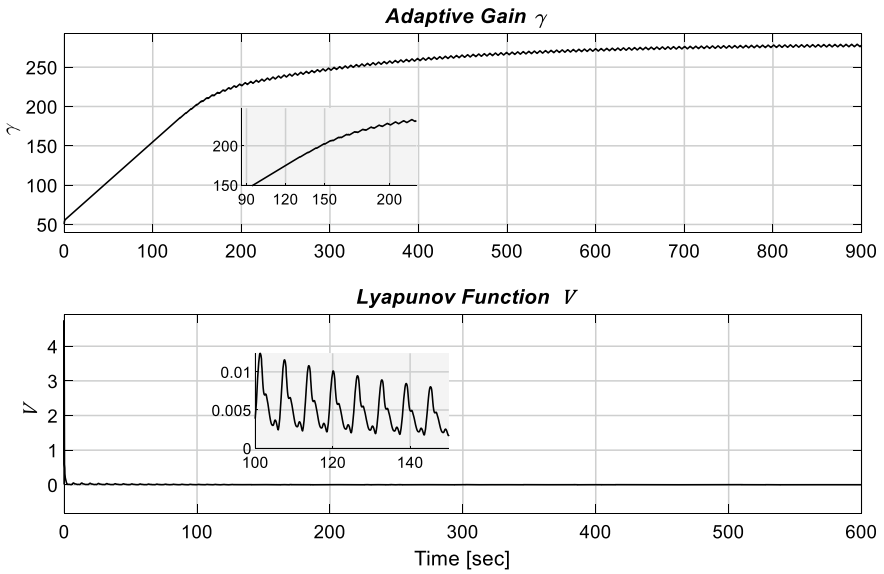 Adaptive Gain γ
γ
250
200
150
100
50
200
150
90 120 150 200
0 100 200 300 400 500 600 700 800 900
Lyapunov Function V
V
4
3
2
1
0
0.01
0.005
0
100 120 140
0 100 200 300 400 500 600
Time [sec]